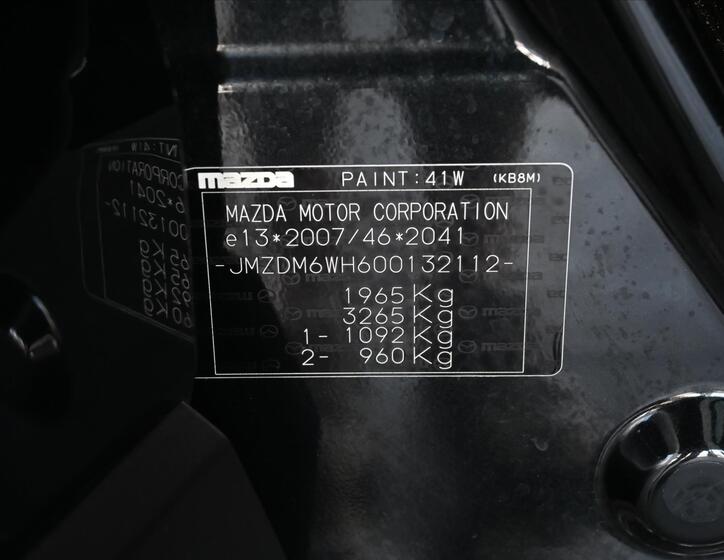 mazda PAINT:41W (KB8M)
MAZDA MOTOR CORPORATION
e13*2007/46*2041
-JMZDM6WH600132112-
1965 Kg
3265 Kg
1- 1092 Kg
2- 960 Kg